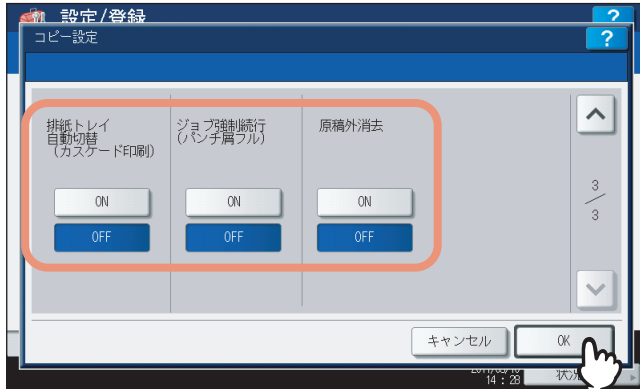 設定/登録
?
コピー設定
?
排紙トレイ
自動切替
(カスケード印刷)
ジョブ強制続行
(パンチ屑フル)
原稿外消去
ON
ON
ON
OFF
OFF
OFF
3
3
キャンセル
OK
14 : 28